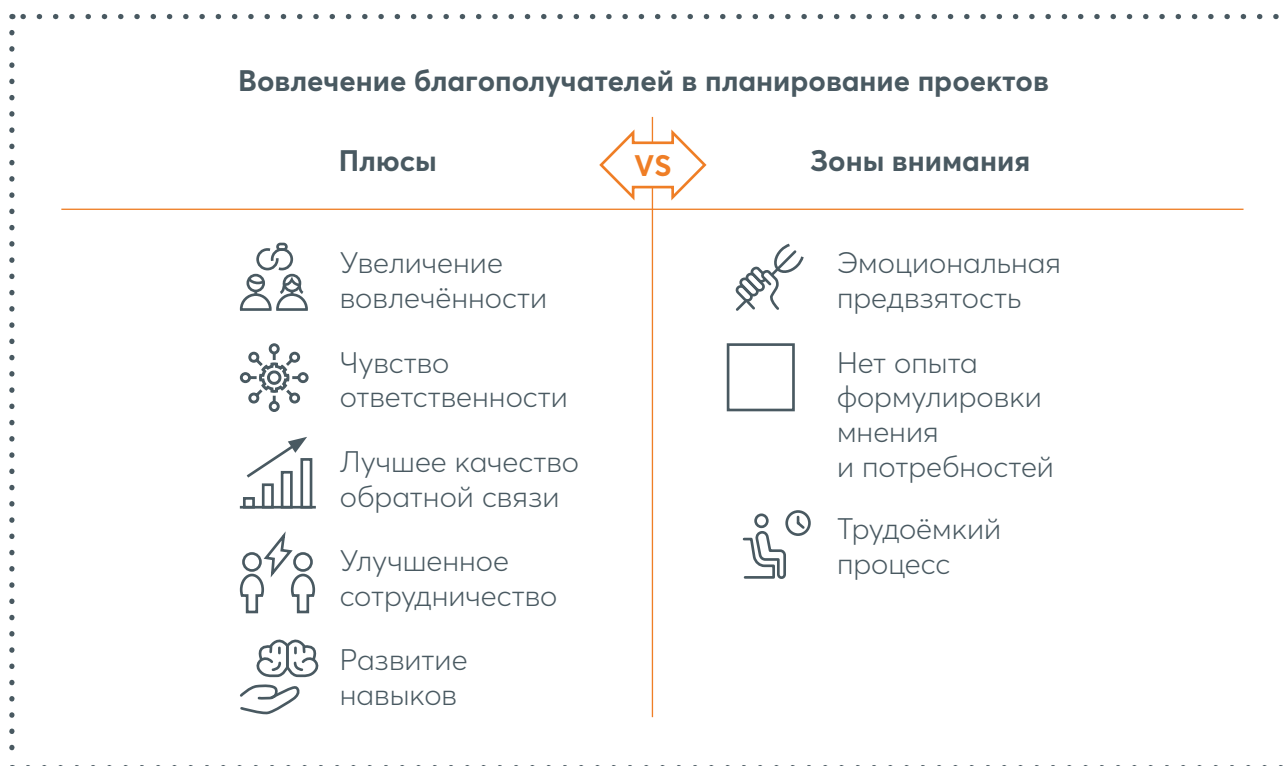 Вовлечение благополучателей в планирование проектов
Плюсы
VS
Зоны внимания
Увеличение
вовлечённости
Чувство
ответственности
Лучшее качество
обратной связи
Улучшенное
сотрудничество
Развитие
навыков
Эмоциональная
предвзятость
Нет опыта
формулировки
мнения
и потребностей
Трудоёмкий
процесс